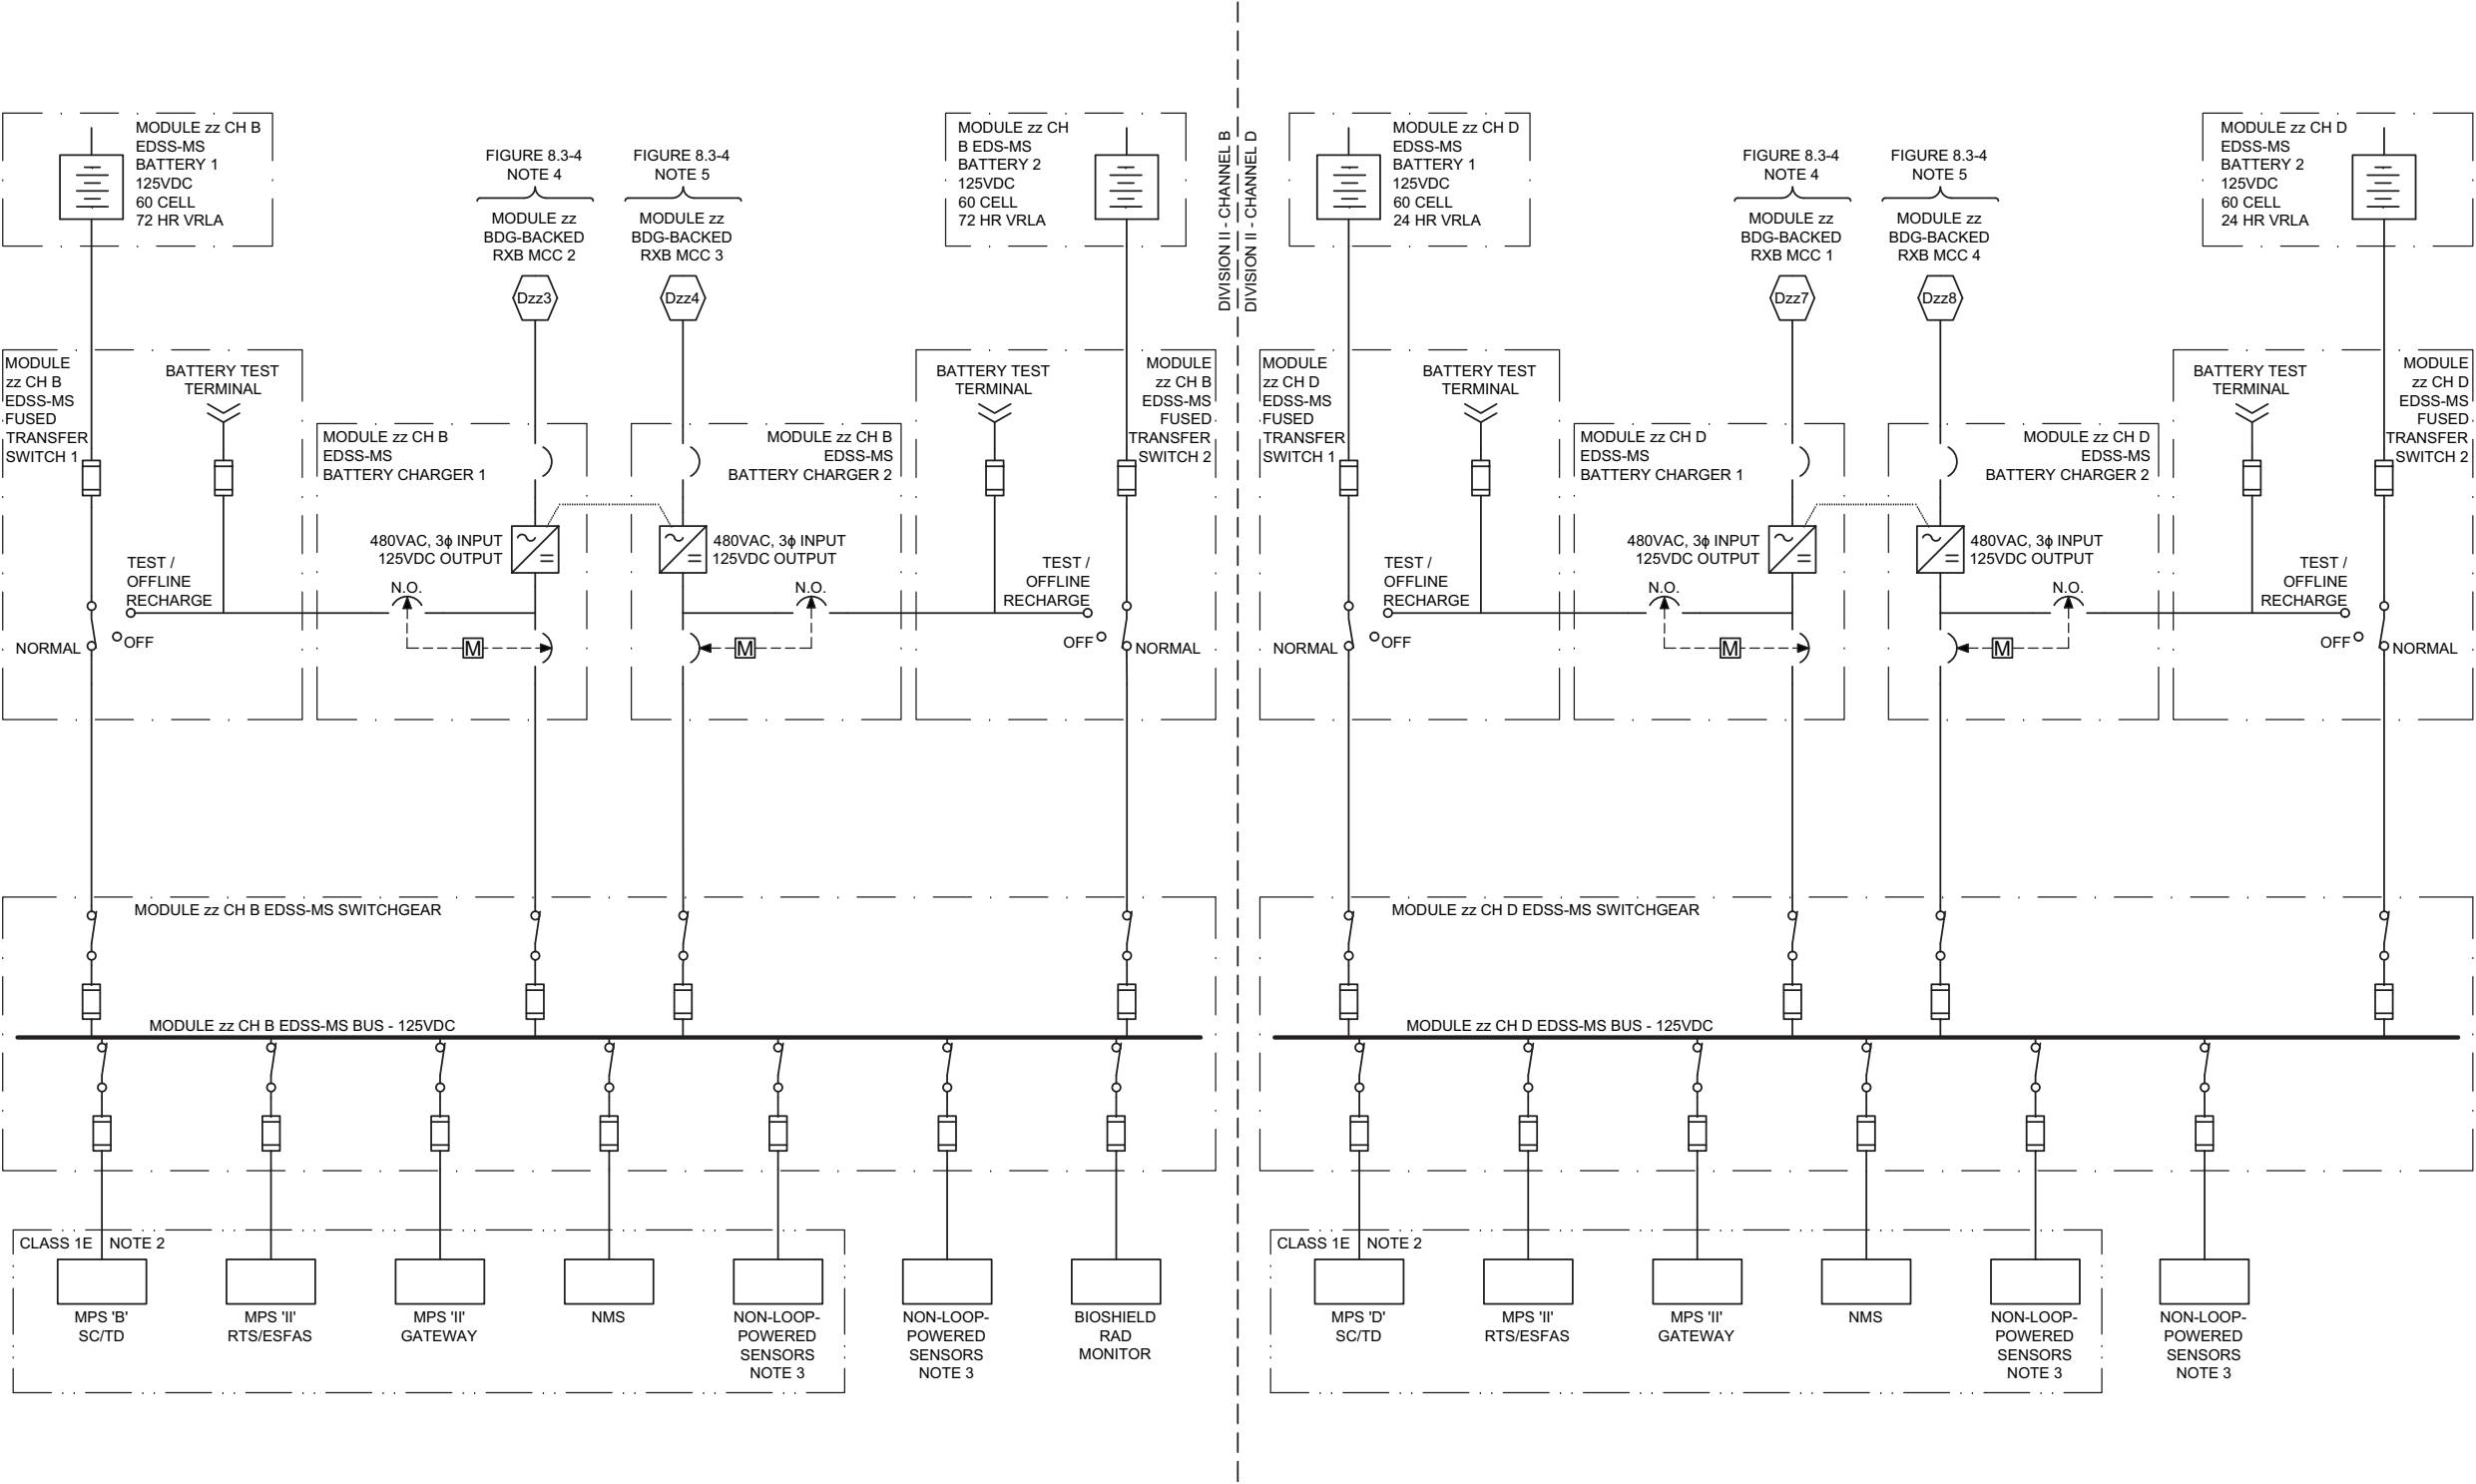 MODULE zz CH B
EDSS-MS
BATTERY 1
125VDC
60 CELL
72 HR VRLA
FIGURE 8.3-4
NOTE 4
MODULE zz
BDG-BACKED
RXB MCC 2
Dzz3
FIGURE 8.3-4
NOTE 5
MODULE zz
BDG-BACKED
RXB MCC 3
Dzz4
MODULE zz CH
B EDS-MS
BATTERY 2
125VDC
60 CELL
72 HR VRLA
DIVISION II - CHANNEL B
DIVISION II - CHANNEL D
MODULE zz CH D
EDSS-MS
BATTERY 1
125VDC
60 CELL
24 HR VRLA
FIGURE 8.3-4
NOTE 4
MODULE zz
BDG-BACKED
RXB MCC 1
Dzz7
FIGURE 8.3-4
NOTE 5
MODULE zz
BDG-BACKED
RXB MCC 4
Dzz8
MODULE zz CH D
EDSS-MS
BATTERY 2
125VDC
60 CELL
24 HR VRLA
MODULE
zz CH B
EDSS-MS
FUSED
TRANSFER
SWITCH 1
BATTERY TEST
TERMINAL
TEST /
OFFLINE
RECHARGE
NORMAL
OFF
MODULE zz CH B
EDSS-MS
BATTERY CHARGER 1
480VAC, 3ϕ INPUT
125VDC OUTPUT
N.O.
M
MODULE zz CH B
EDSS-MS
BATTERY CHARGER 2
480VAC, 3ϕ INPUT
125VDC OUTPUT
N.O.
M
BATTERY TEST
TERMINAL
MODULE
zz CH B
EDSS-MS
FUSED
TRANSFER
SWITCH 2
TEST /
OFFLINE
RECHARGE
OFF
NORMAL
MODULE
zz CH D
EDSS-MS
FUSED
TRANSFER
SWITCH 1
BATTERY TEST
TERMINAL
TEST /
OFFLINE
RECHARGE
NORMAL
OFF
MODULE zz CH D
EDSS-MS
BATTERY CHARGER 1
480VAC, 3ϕ INPUT
125VDC OUTPUT
N.O.
M
MODULE zz CH D
EDSS-MS
BATTERY CHARGER 2
480VAC, 3ϕ INPUT
125VDC OUTPUT
N.O.
M
BATTERY TEST
TERMINAL
MODULE
zz CH D
EDSS-MS
FUSED
TRANSFER
SWITCH 2
TEST /
OFFLINE
RECHARGE
OFF
NORMAL
MODULE zz CH B EDSS-MS SWITCHGEAR
MODULE zz CH B EDSS-MS BUS - 125VDC
MODULE zz CH D EDSS-MS SWITCHGEAR
MODULE zz CH D EDSS-MS BUS - 125VDC
CLASS 1E NOTE 2
MPS 'B'
SC/TD
MPS 'II'
RTS/ESFAS
MPS 'II'
GATEWAY
NMS
NON-LOOP-
POWERED
SENSORS
NOTE 3
NON-LOOP-
POWERED
SENSORS
NOTE 3
BIOSHIELD
RAD
MONITOR
CLASS 1E NOTE 2
MPS 'D'
SC/TD
MPS 'II'
RTS/ESFAS
MPS 'II'
GATEWAY
NMS
NON-LOOP-
POWERED
SENSORS
NOTE 3
NON-LOOP-
POWERED
SENSORS
NOTE 3